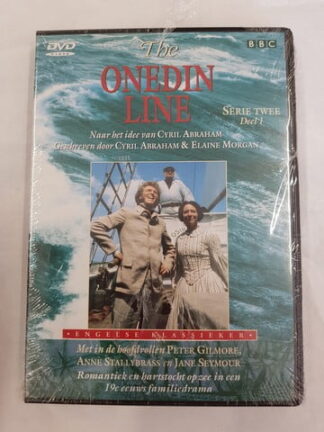 DVD
VIDEO
BBC
The
ONEDIN
LINE
SERIE TWEE
Deel 1
Naar het idee van CYRIL ABRAHAM
Geschreven door CYRIL ABRAHAM & ELAINE MORGAN
• ENGELSE KLASSIEKER •
Met in de hoofdrollen PETER GILMORE,
ANNE STALLYBRASS en JANE SEYMOUR
Romantiek en hartstocht op zee in een
19e eeuws familiedrama